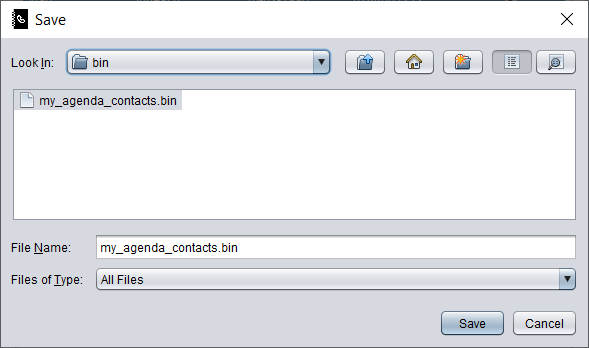 Save
Look In: bin
my_agenda_contacts.bin
File Name: my_agenda_contacts.bin
Files of Type: All Files
Save Cancel